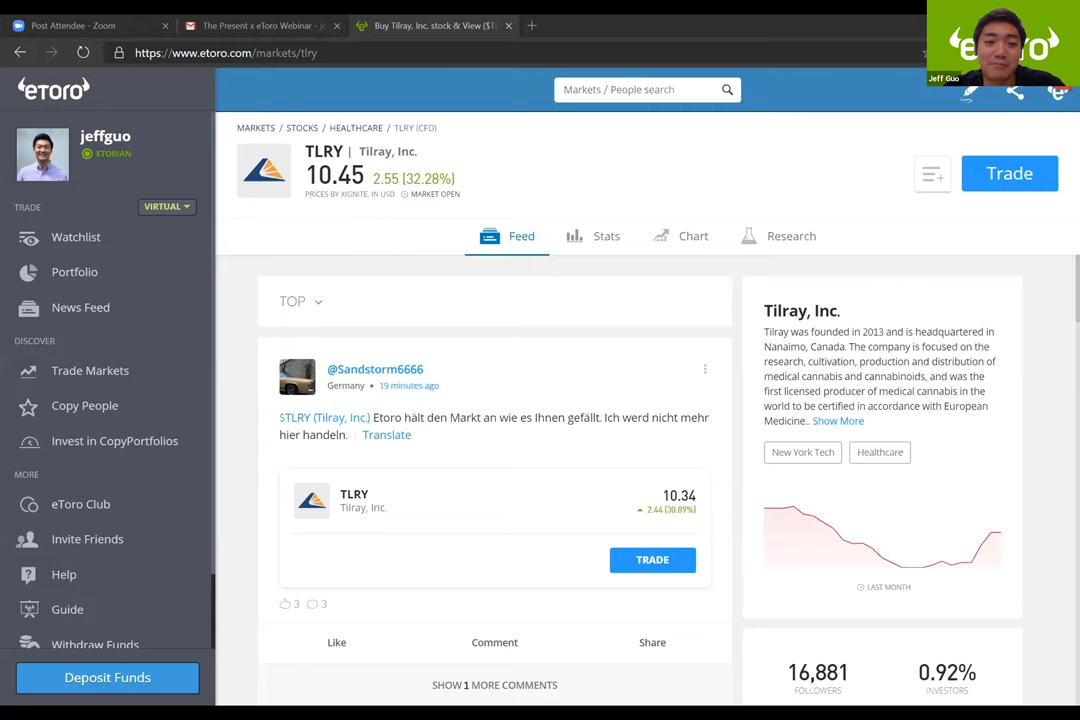 Post Attendee - Zoom
The Present x eToro Webinar - je
Buy Tilray, Inc. stock & View ($TL
https://www.etoro.com/markets/tlry
Jeff Guo
eToro
Markets / People search
jeffguo
ETORIAN
TRADE
VIRTUAL
Watchlist
Portfolio
News Feed
DISCOVER
Trade Markets
Copy People
Invest in CopyPortfolios
MORE
eToro Club
Invite Friends
Help
Guide
Withdraw Funds
Deposit Funds
MARKETS / STOCKS / HEALTHCARE / TLRY (CFD)
TLRY | Tilray, Inc.
10.45 2.55 (32.28%)
PRICES BY XIGNITE, IN USD MARKET OPEN
Trade
Feed
Stats
Chart
Research
TOP
@Sandstorm6666
Germany • 19 minutes ago
$TLRY (Tilray, Inc.) Etoro hält den Markt an wie es Ihnen gefällt. Ich werd nicht mehr
hier handeln. | Translate
TLRY
Tilray, Inc.
10.34
2.44 (30.89%)
TRADE
3 3
Like
Comment
Share
SHOW 1 MORE COMMENTS
Tilray, Inc.
Tilray was founded in 2013 and is headquartered in
Nanaimo, Canada. The company is focused on the
research, cultivation, production and distribution of
medical cannabis and cannabinoids, and was the
first licensed producer of medical cannabis in the
world to be certified in accordance with European
Medicine... Show More
New York Tech
Healthcare
LAST MONTH
16,881
FOLLOWERS
0.92%
INVESTORS